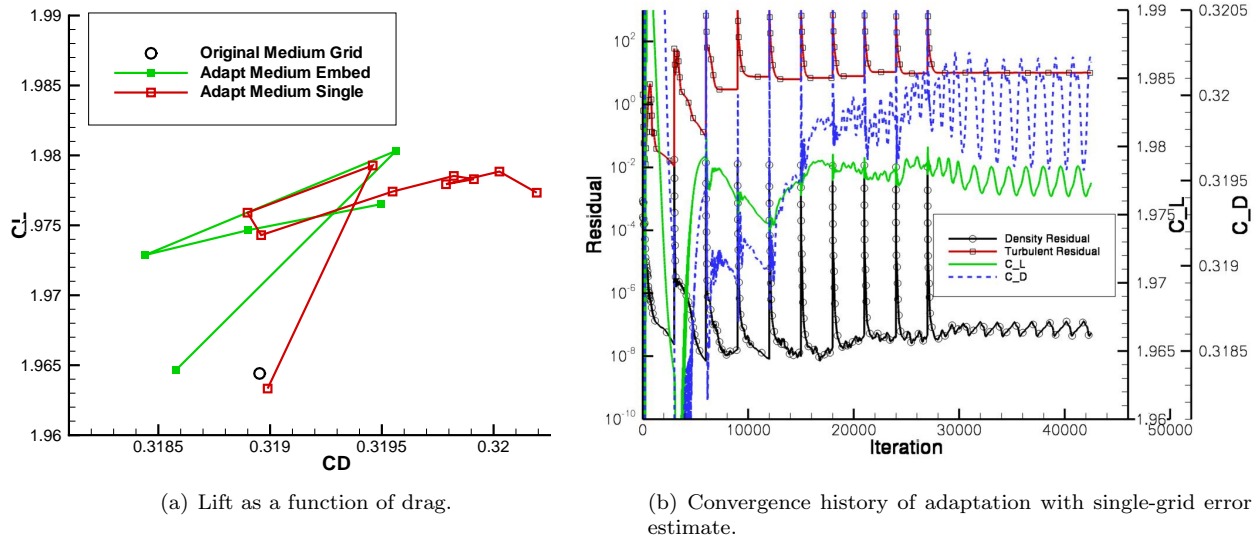 1.99
1.985
1.98
1.975
1.97
1.965
1.96
CL
Original Medium Grid
Adapt Medium Embed
Adapt Medium Single
0.3185
0.319
0.3195
0.32
CD
(a) Lift as a function of drag.
10^2
10^0
10^-2
10^-4
10^-6
10^-8
10^-10
Residual
Density Residual
Turbulent Residual
C_L
C_D
0
10000
20000
30000
40000
50000
Iteration
1.99
1.985
1.98
1.975
1.97
1.965
1.96
C_L
0.3205
0.32
0.3195
0.319
0.3185
C_D
(b) Convergence history of adaptation with single-grid error
estimate.